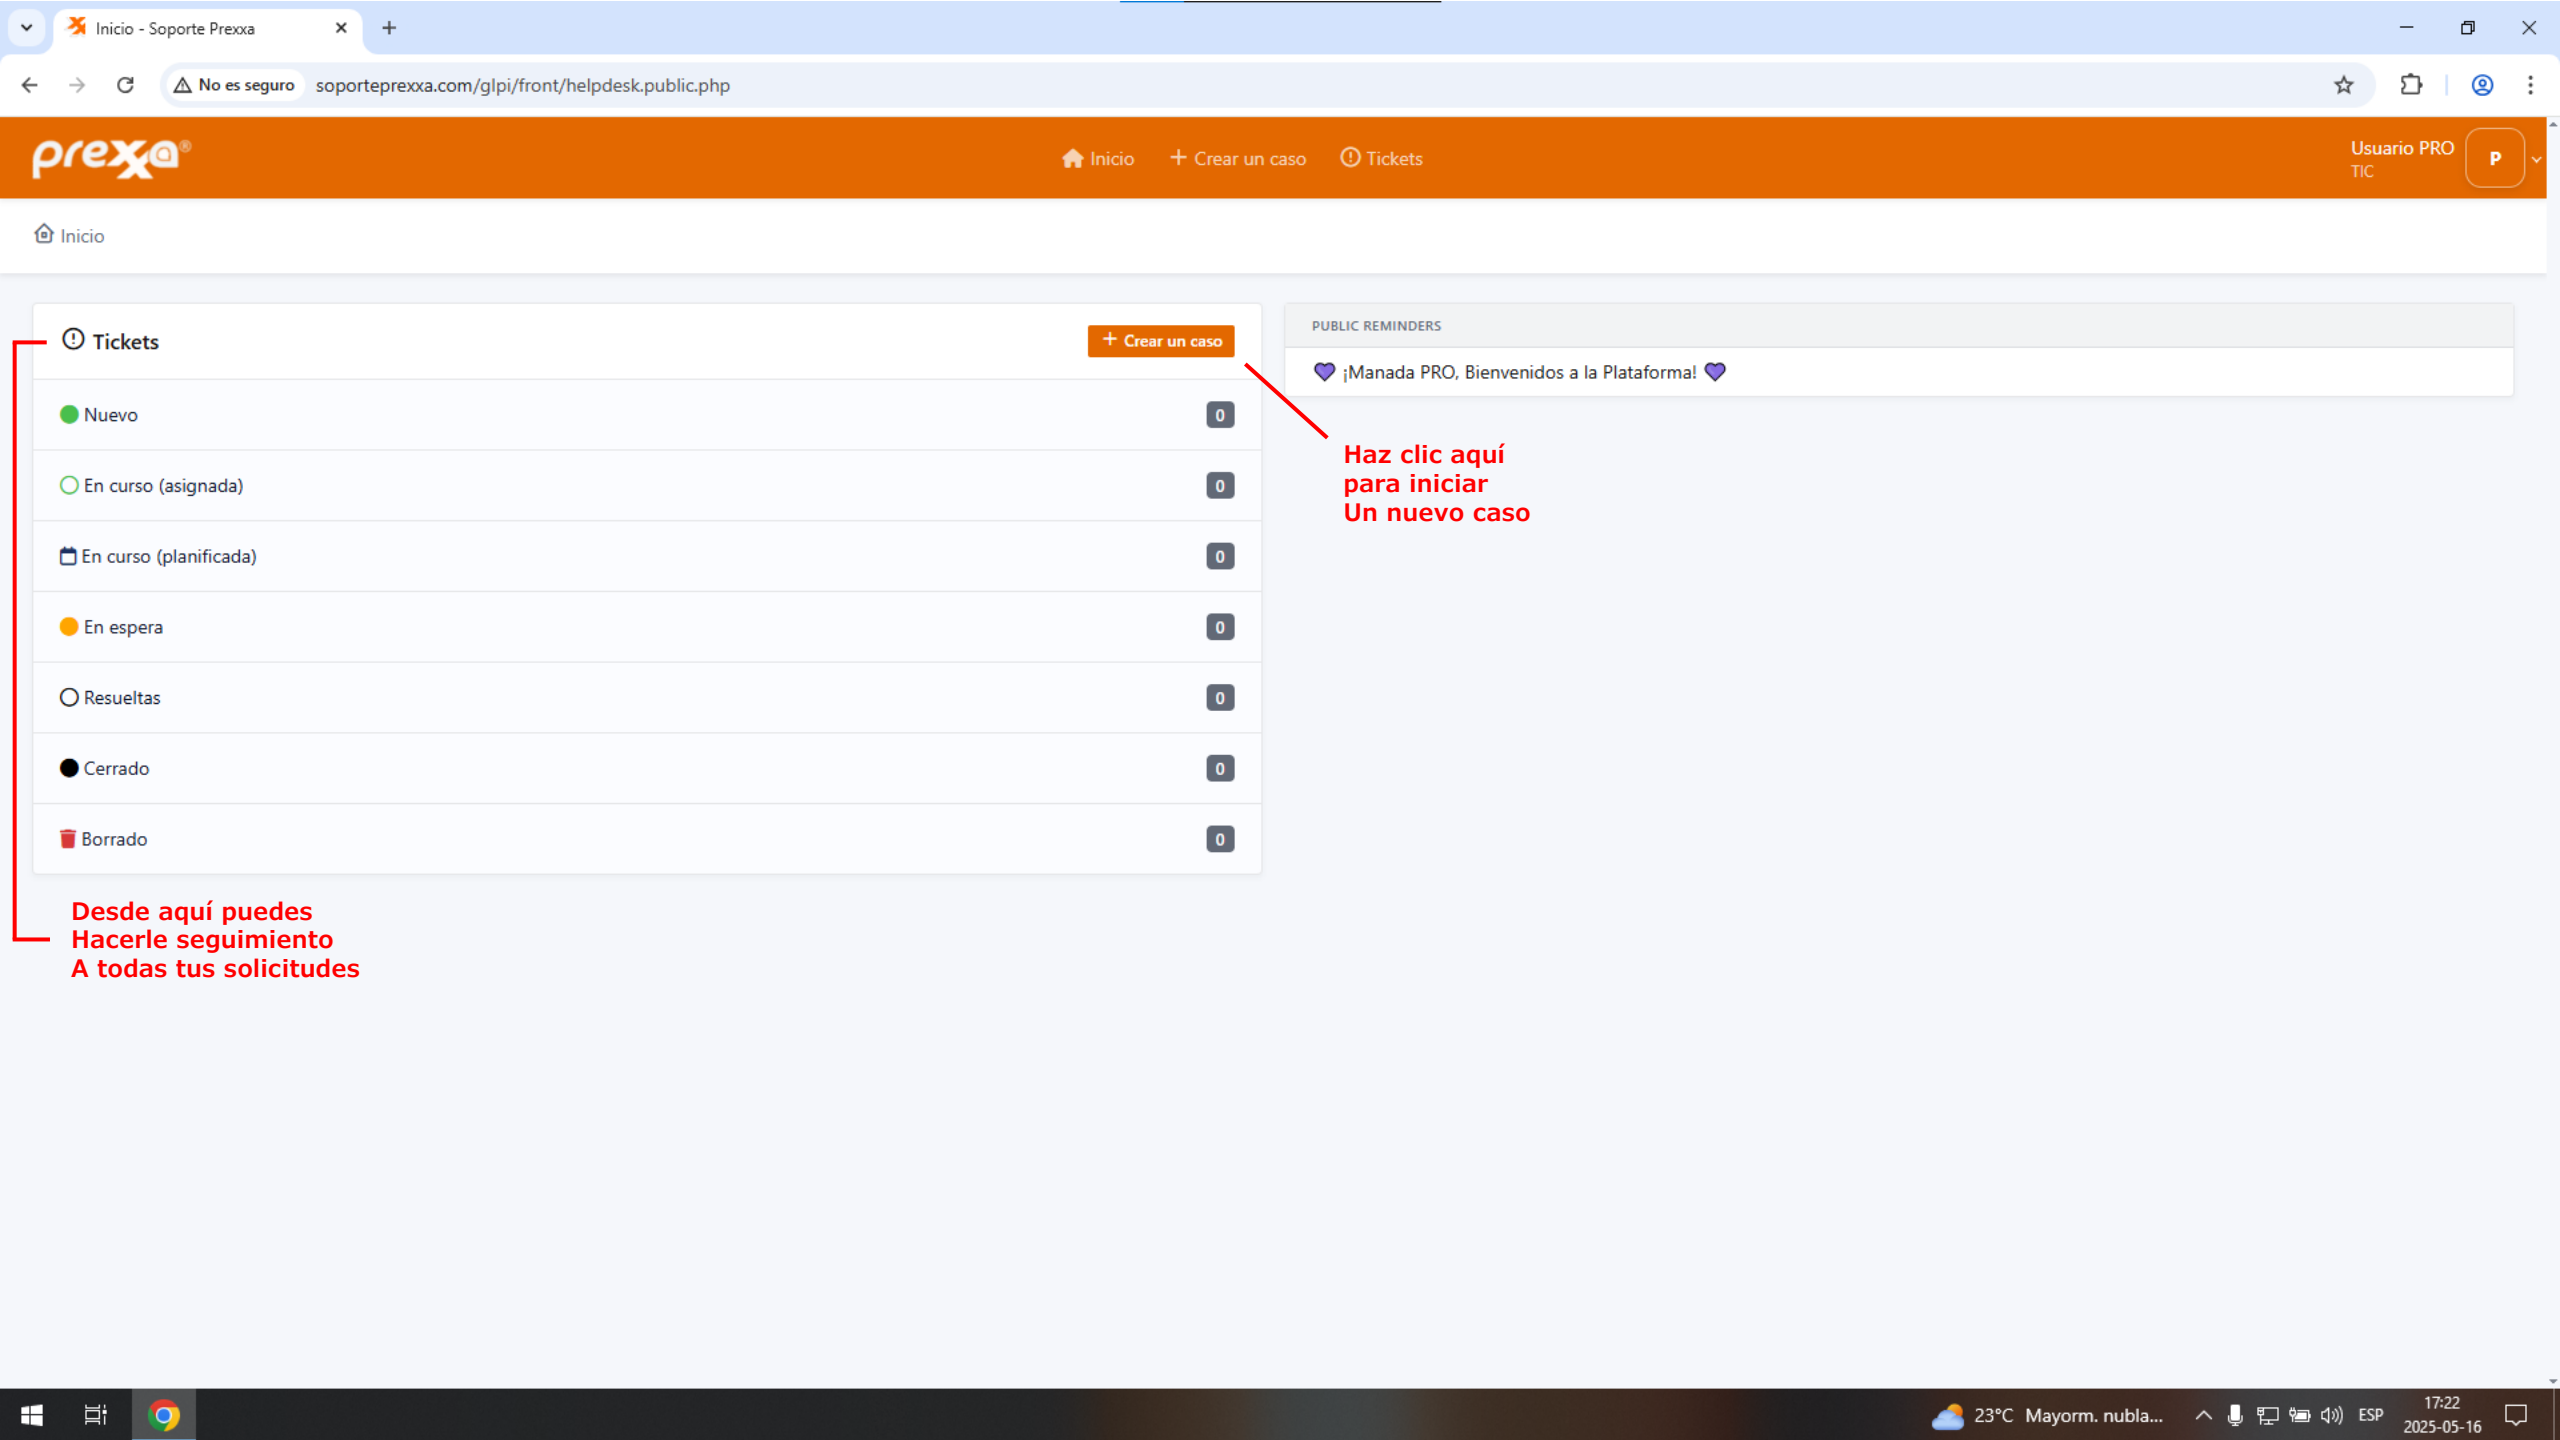 Inicio - Soporte Prexxa
No es seguro
soporteprexxa.com/glpi/front/helpdesk.public.php
prexxa®
Inicio
Crear un caso
Tickets
Usuario PRO
TIC
P
Inicio
Tickets
+ Crear un caso
Nuevo 0
En curso (asignada) 0
En curso (planificada) 0
En espera 0
Resueltas 0
Cerrado 0
Borrado 0
PUBLIC REMINDERS
💜 ¡Manada PRO, Bienvenidos a la Plataforma! 💜
Haz clic aquí
para iniciar
Un nuevo caso
Desde aquí puedes
Hacerle seguimiento
A todas tus solicitudes
23°C Mayorm. nubla...
ESP
17:22
2025-05-16